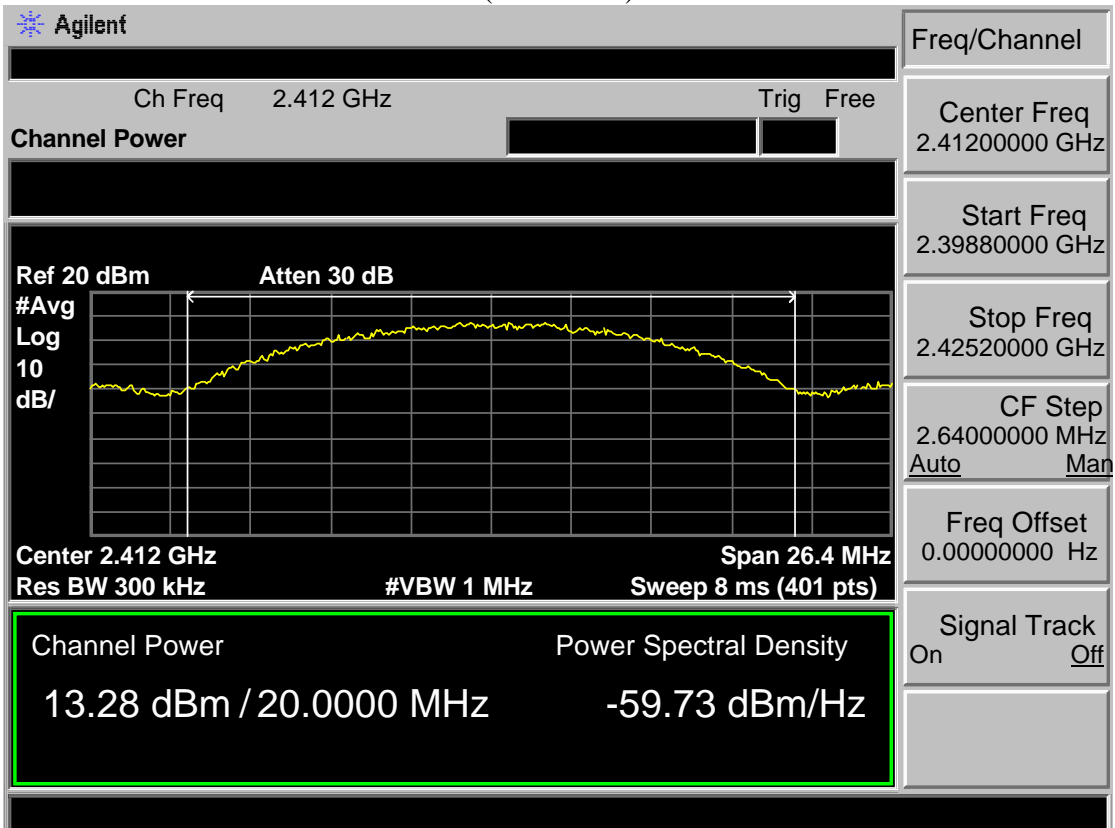 Agilent
Freq/Channel
Ch Freq 2.412 GHz Trig Free
Channel Power
Center Freq
2.41200000 GHz
Start Freq
2.39880000 GHz
Stop Freq
2.42520000 GHz
CF Step
2.64000000 MHz
Auto Man
Freq Offset
0.00000000 Hz
Signal Track
On Off
Ref 20 dBm Atten 30 dB
#Avg
Log
10
dB/
Center 2.412 GHz Span 26.4 MHz
Res BW 300 kHz #VBW 1 MHz Sweep 8 ms (401 pts)
Channel Power Power Spectral Density
13.28 dBm / 20.0000 MHz -59.73 dBm/Hz